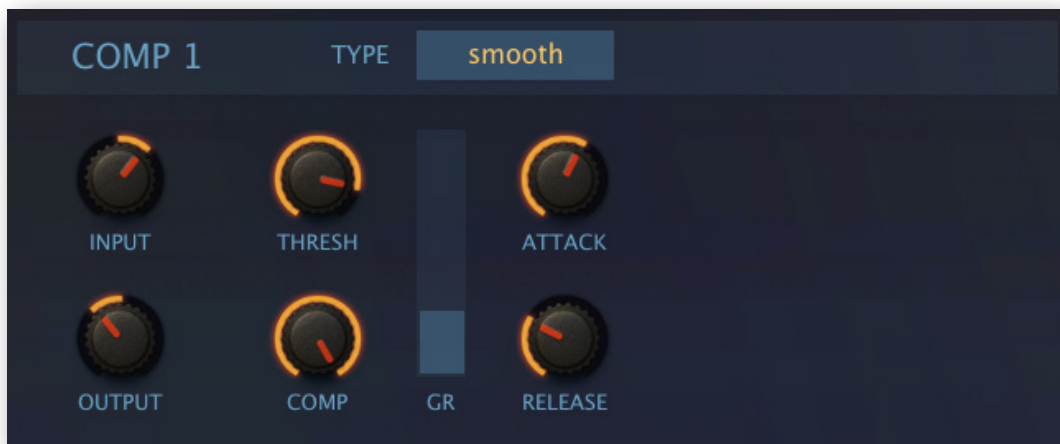 COMP 1 TYPE smooth
INPUT THRESH ATTACK
OUTPUT COMP GR RELEASE